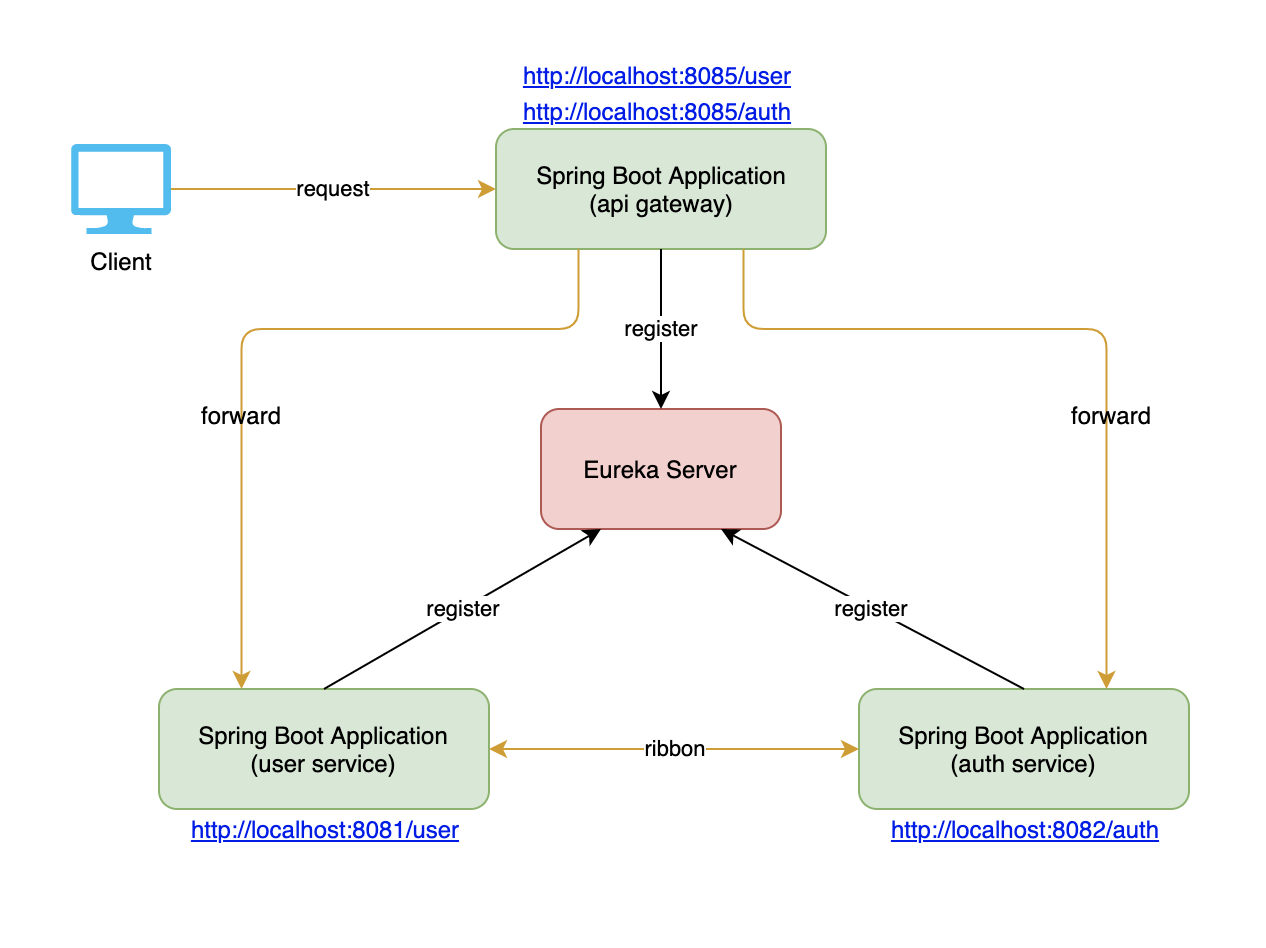 http://localhost:8085/user
http://localhost:8085/auth
Spring Boot Application
(api gateway)
request
Client
register
forward
forward
Eureka Server
register
register
Spring Boot Application
(user service)
ribbon
Spring Boot Application
(auth service)
http://localhost:8081/user
http://localhost:8082/auth